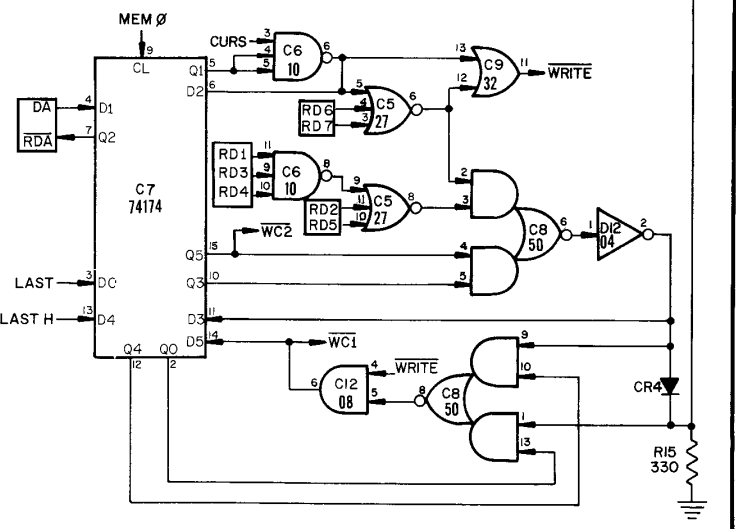 MEM Ø
9
CL
CURS 3
4
5
C6
10
6
Q1 5
D2 6
13
12
C9
32
11
WRITE
DA 4 D1
RDA 7 Q2
RD6 4
RD7 3
5
C5
27
6
C7
74174
RD1 11
RD3 9
RD4 10
C6
10
8
9
RD2 11
RD5 10
C5
27
8
2
3
C8
50
6
1
D12
04
2
WC2
Q5 15
4
LAST 3 D0
Q3 10
5
LAST H 13 D4
D3 11
D5 14
WC1
Q4
12
Q0
2
6
C12
08
4
WRITE
5
8
C8
50
9
10
1
13
CR4
R15
330